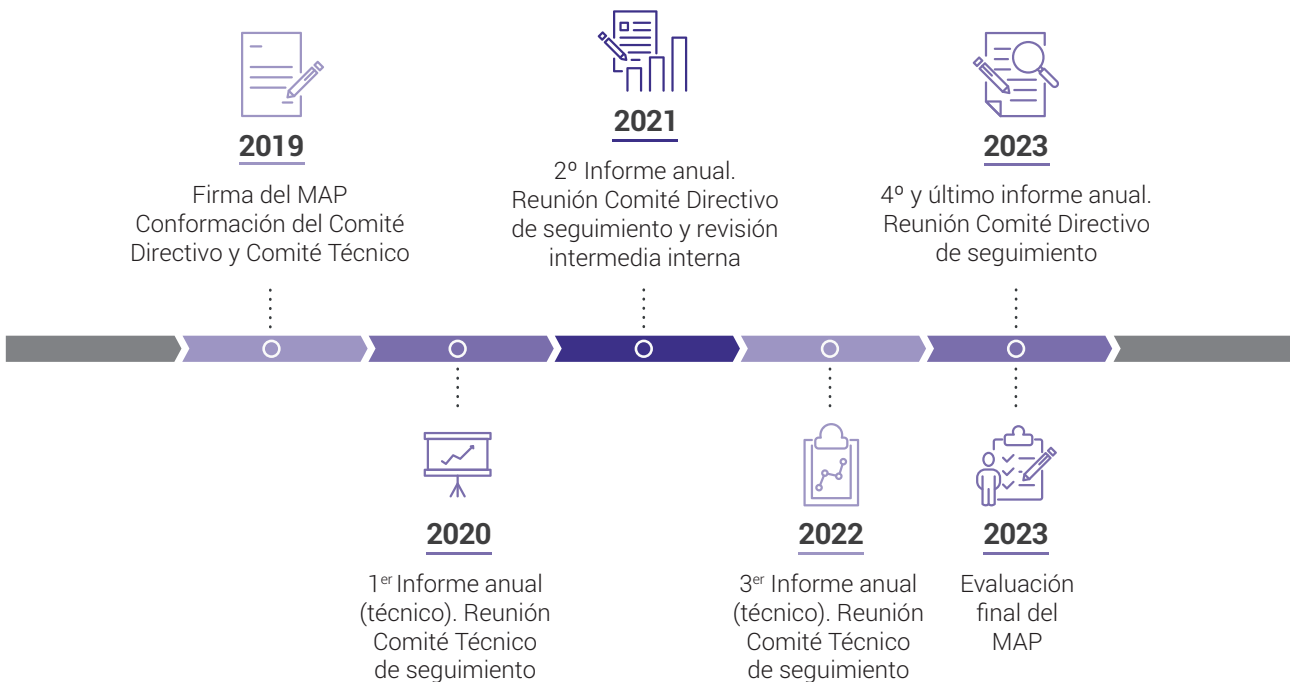 2019
Firma del MAP
Conformación del Comité
Directivo y Comité Técnico
2021
2º Informe anual.
Reunión Comité Directivo
de seguimiento y revisión
intermedia interna
2023
4º y último informe anual.
Reunión Comité Directivo
de seguimiento
2020
1er Informe anual
(técnico). Reunión
Comité Técnico
de seguimiento
2022
3er Informe anual
(técnico). Reunión
Comité Técnico
de seguimiento
2023
Evaluación
final del
MAP